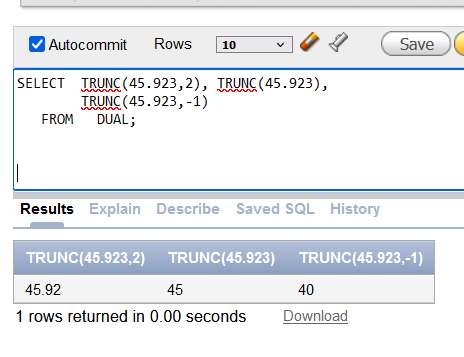 Autocommit Rows 10 Save
SELECT TRUNC(45.923,2), TRUNC(45.923),
TRUNC(45.923,-1)
FROM DUAL;
Results Explain Describe Saved SQL History
TRUNC(45.923,2) TRUNC(45.923) TRUNC(45.923,-1)
45.92 45 40
1 rows returned in 0.00 seconds Download